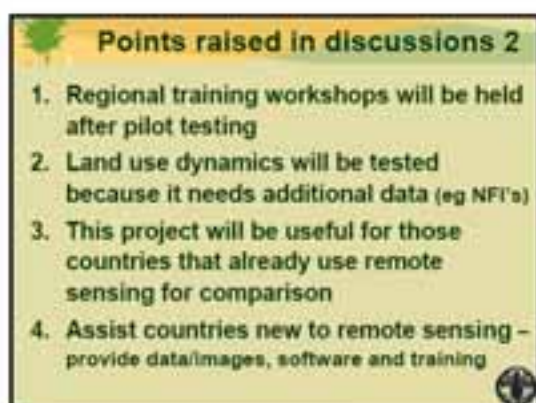 Points raised in discussions 2
1. Regional training workshops will be held
after pilot testing
2. Land use dynamics will be tested
because it needs additional data (eg NFI's)
3. This project will be useful for those
countries that already use remote
sensing for comparison
4. Assist countries new to remote sensing –
provide data/images, software and training